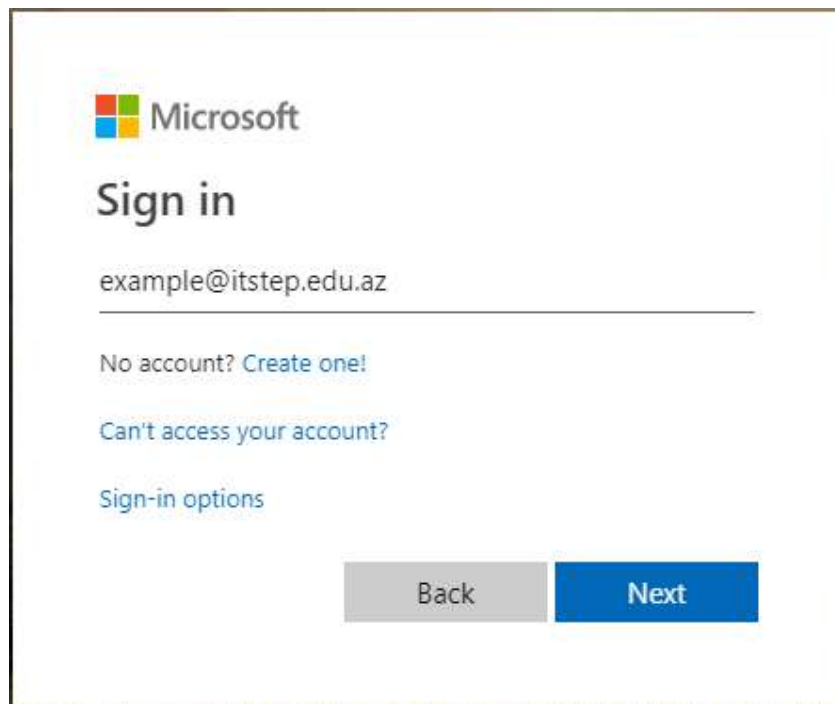 Microsoft
Sign in
example@itstep.edu.az
No account? Create one!
Can't access your account?
Sign-in options
Back Next